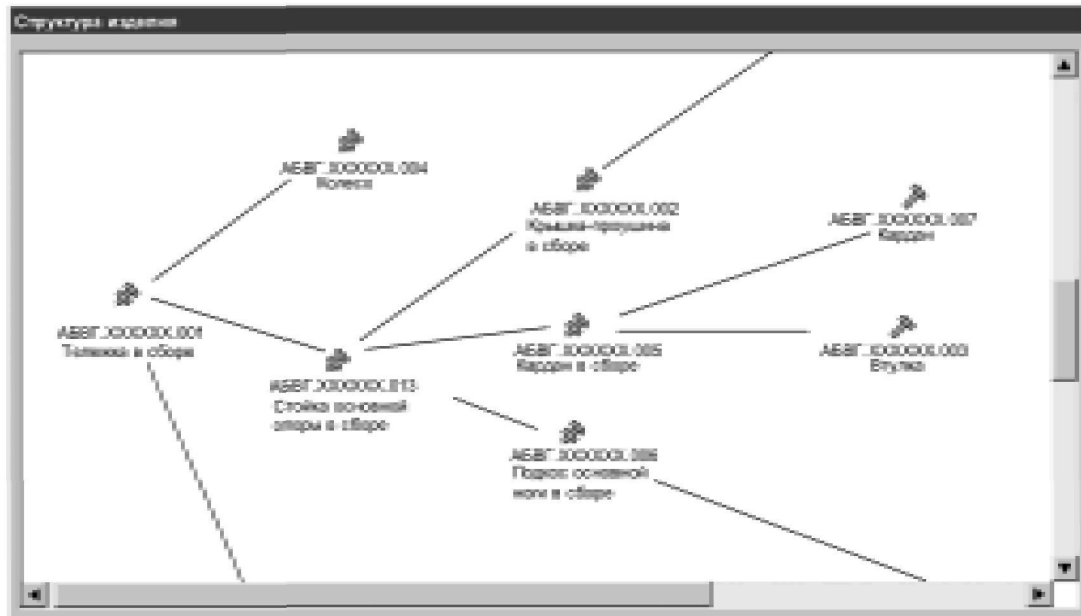 Структура изделия
АБВГ.XXXXXX.004
Колесо
АБВГ.XXXXXX.002
Крышка-проушина
в сборе
АБВГ.XXXXXX.007
Кардан
АБВГ.XXXXXX.001
Тележка в сборе
АБВГ.XXXXXX.005
Кардан в сборе
АБВГ.XXXXXX.003
Втулка
АБВГ.XXXXXX.013
Стойка основной
опоры в сборе
АБВГ.XXXXXX.006
Подкос основной
ноги в сборе